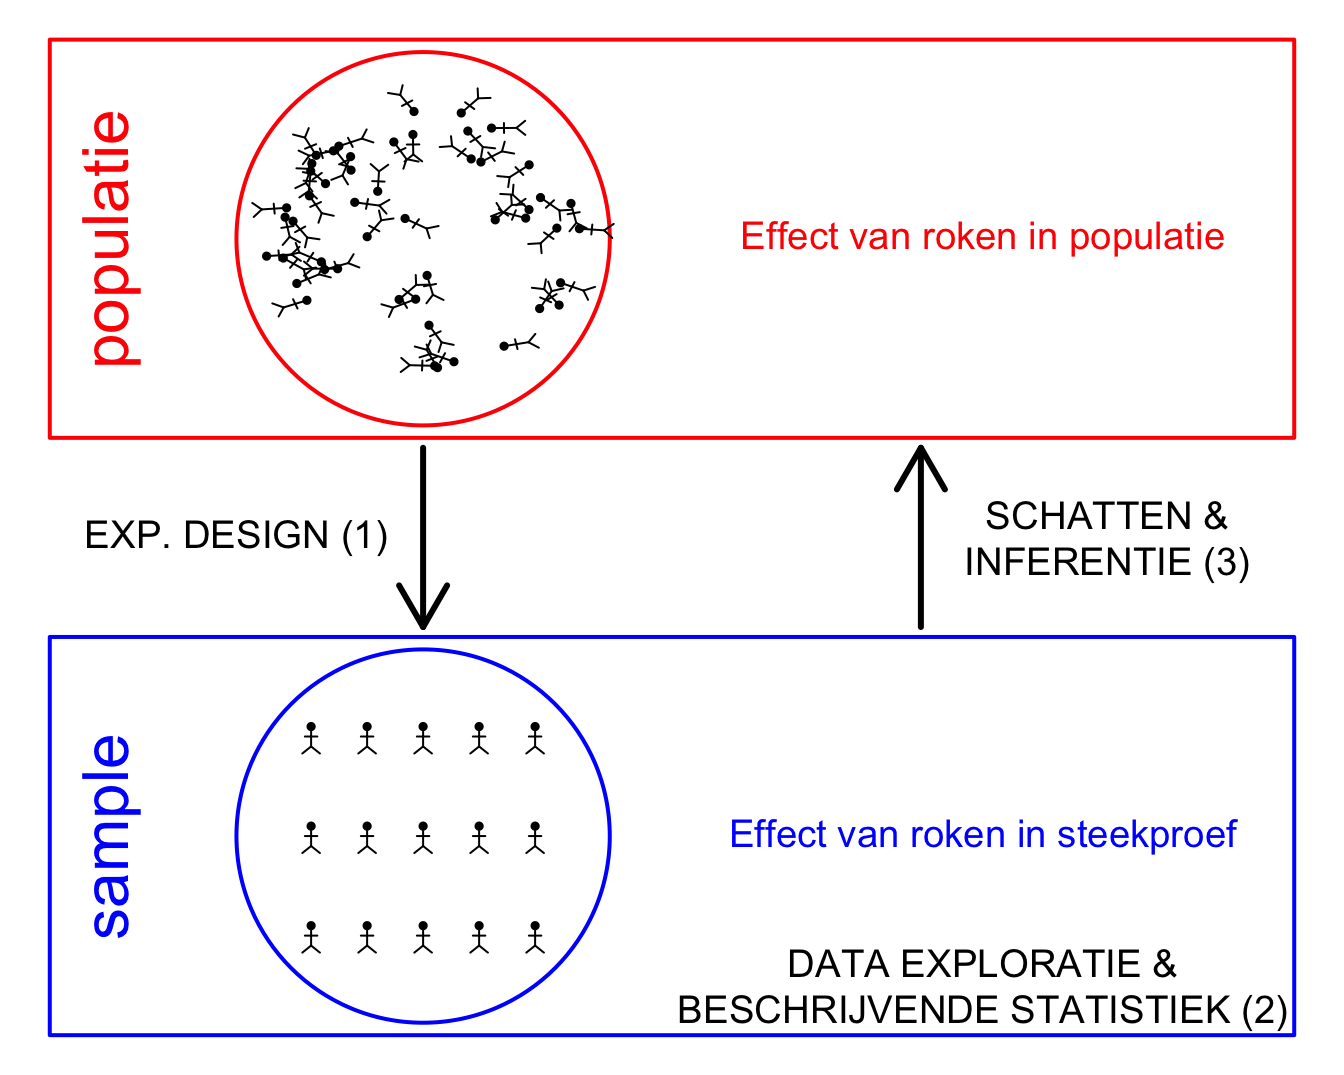 populatie
Effect van roken in populatie
EXP. DESIGN (1)
SCHATTEN &
INFERENTIE (3)
sample
Effect van roken in steekproef
DATA EXPLORATIE &
BESCHRIJVENDE STATISTIEK (2)